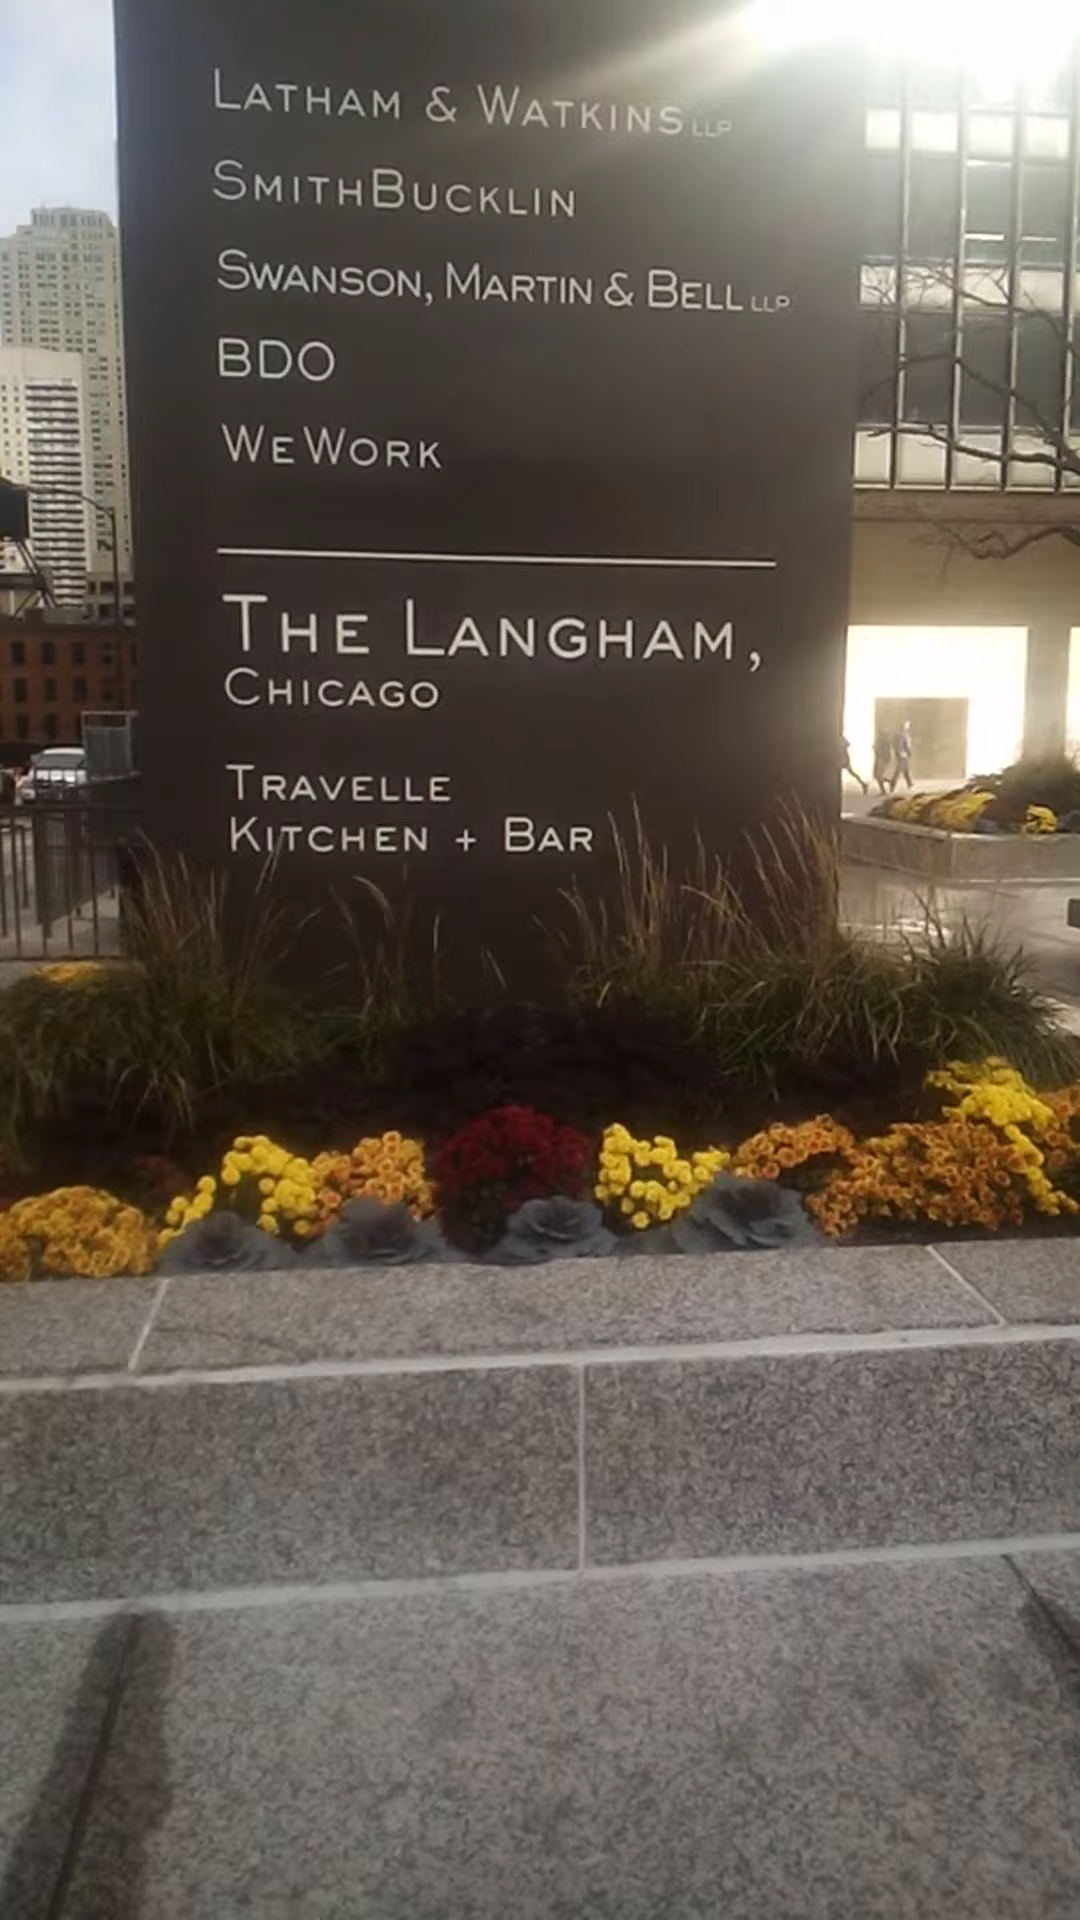 LATHAM & WATKINS LLP
SMITHBUCKLIN
SWANSON, MARTIN & BELL LLP
BDO
WEWORK
THE LANGHAM,
CHICAGO
TRAVELLE
KITCHEN + BAR